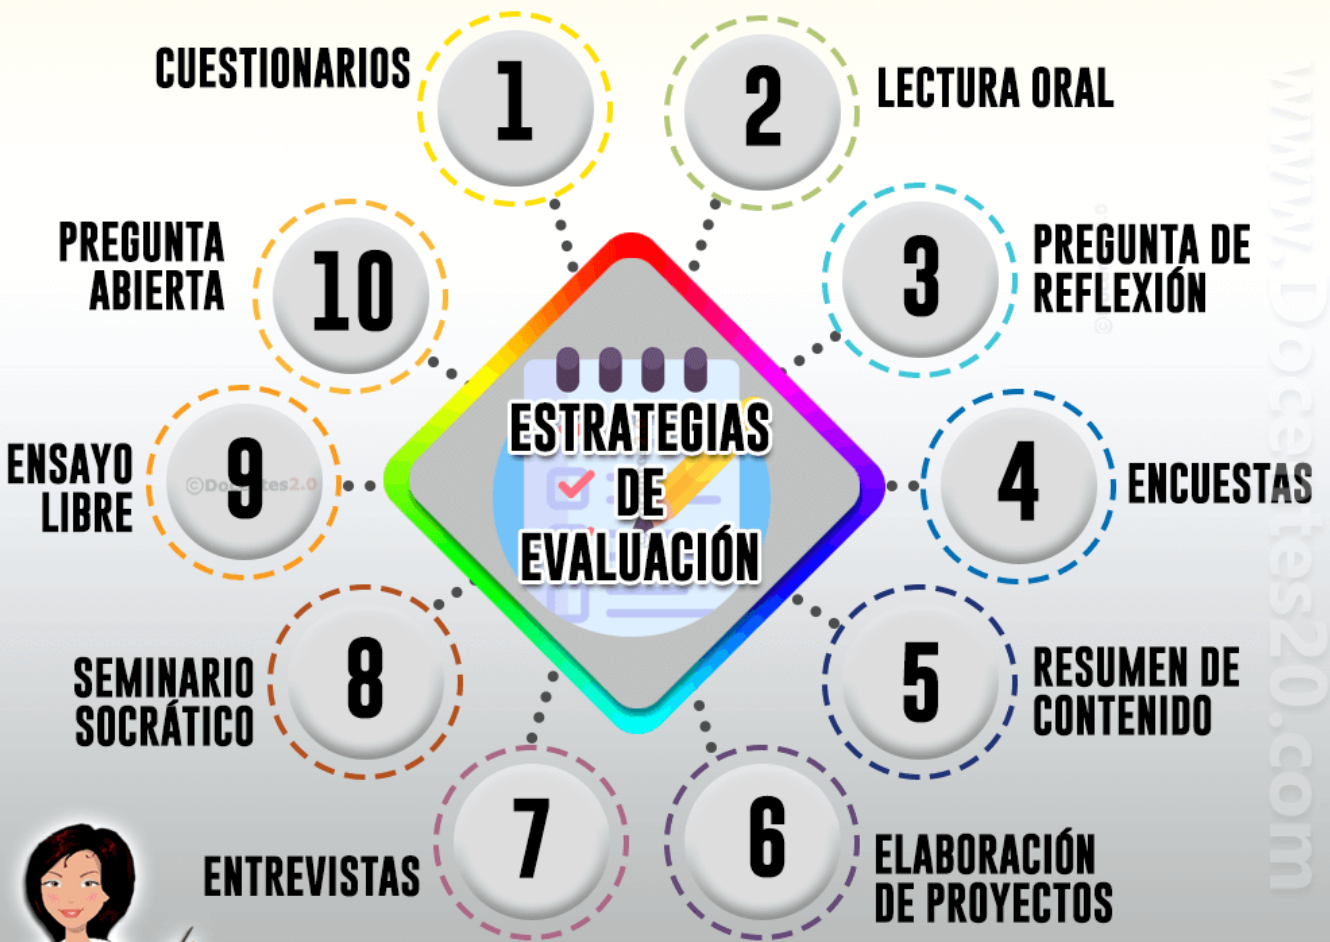 CUESTIONARIOS
1
2
LECTURA ORAL
3
PREGUNTA DE
REFLEXIÓN
4
ENCUESTAS
5
RESUMEN DE
CONTENIDO
6
ELABORACIÓN
DE PROYECTOS
7
ENTREVISTAS
8
SEMINARIO
SOCRÁTICO
9
ENSAYO
LIBRE
10
PREGUNTA
ABIERTA
ESTRATEGIAS
DE
EVALUACIÓN
www.Docentes20.com